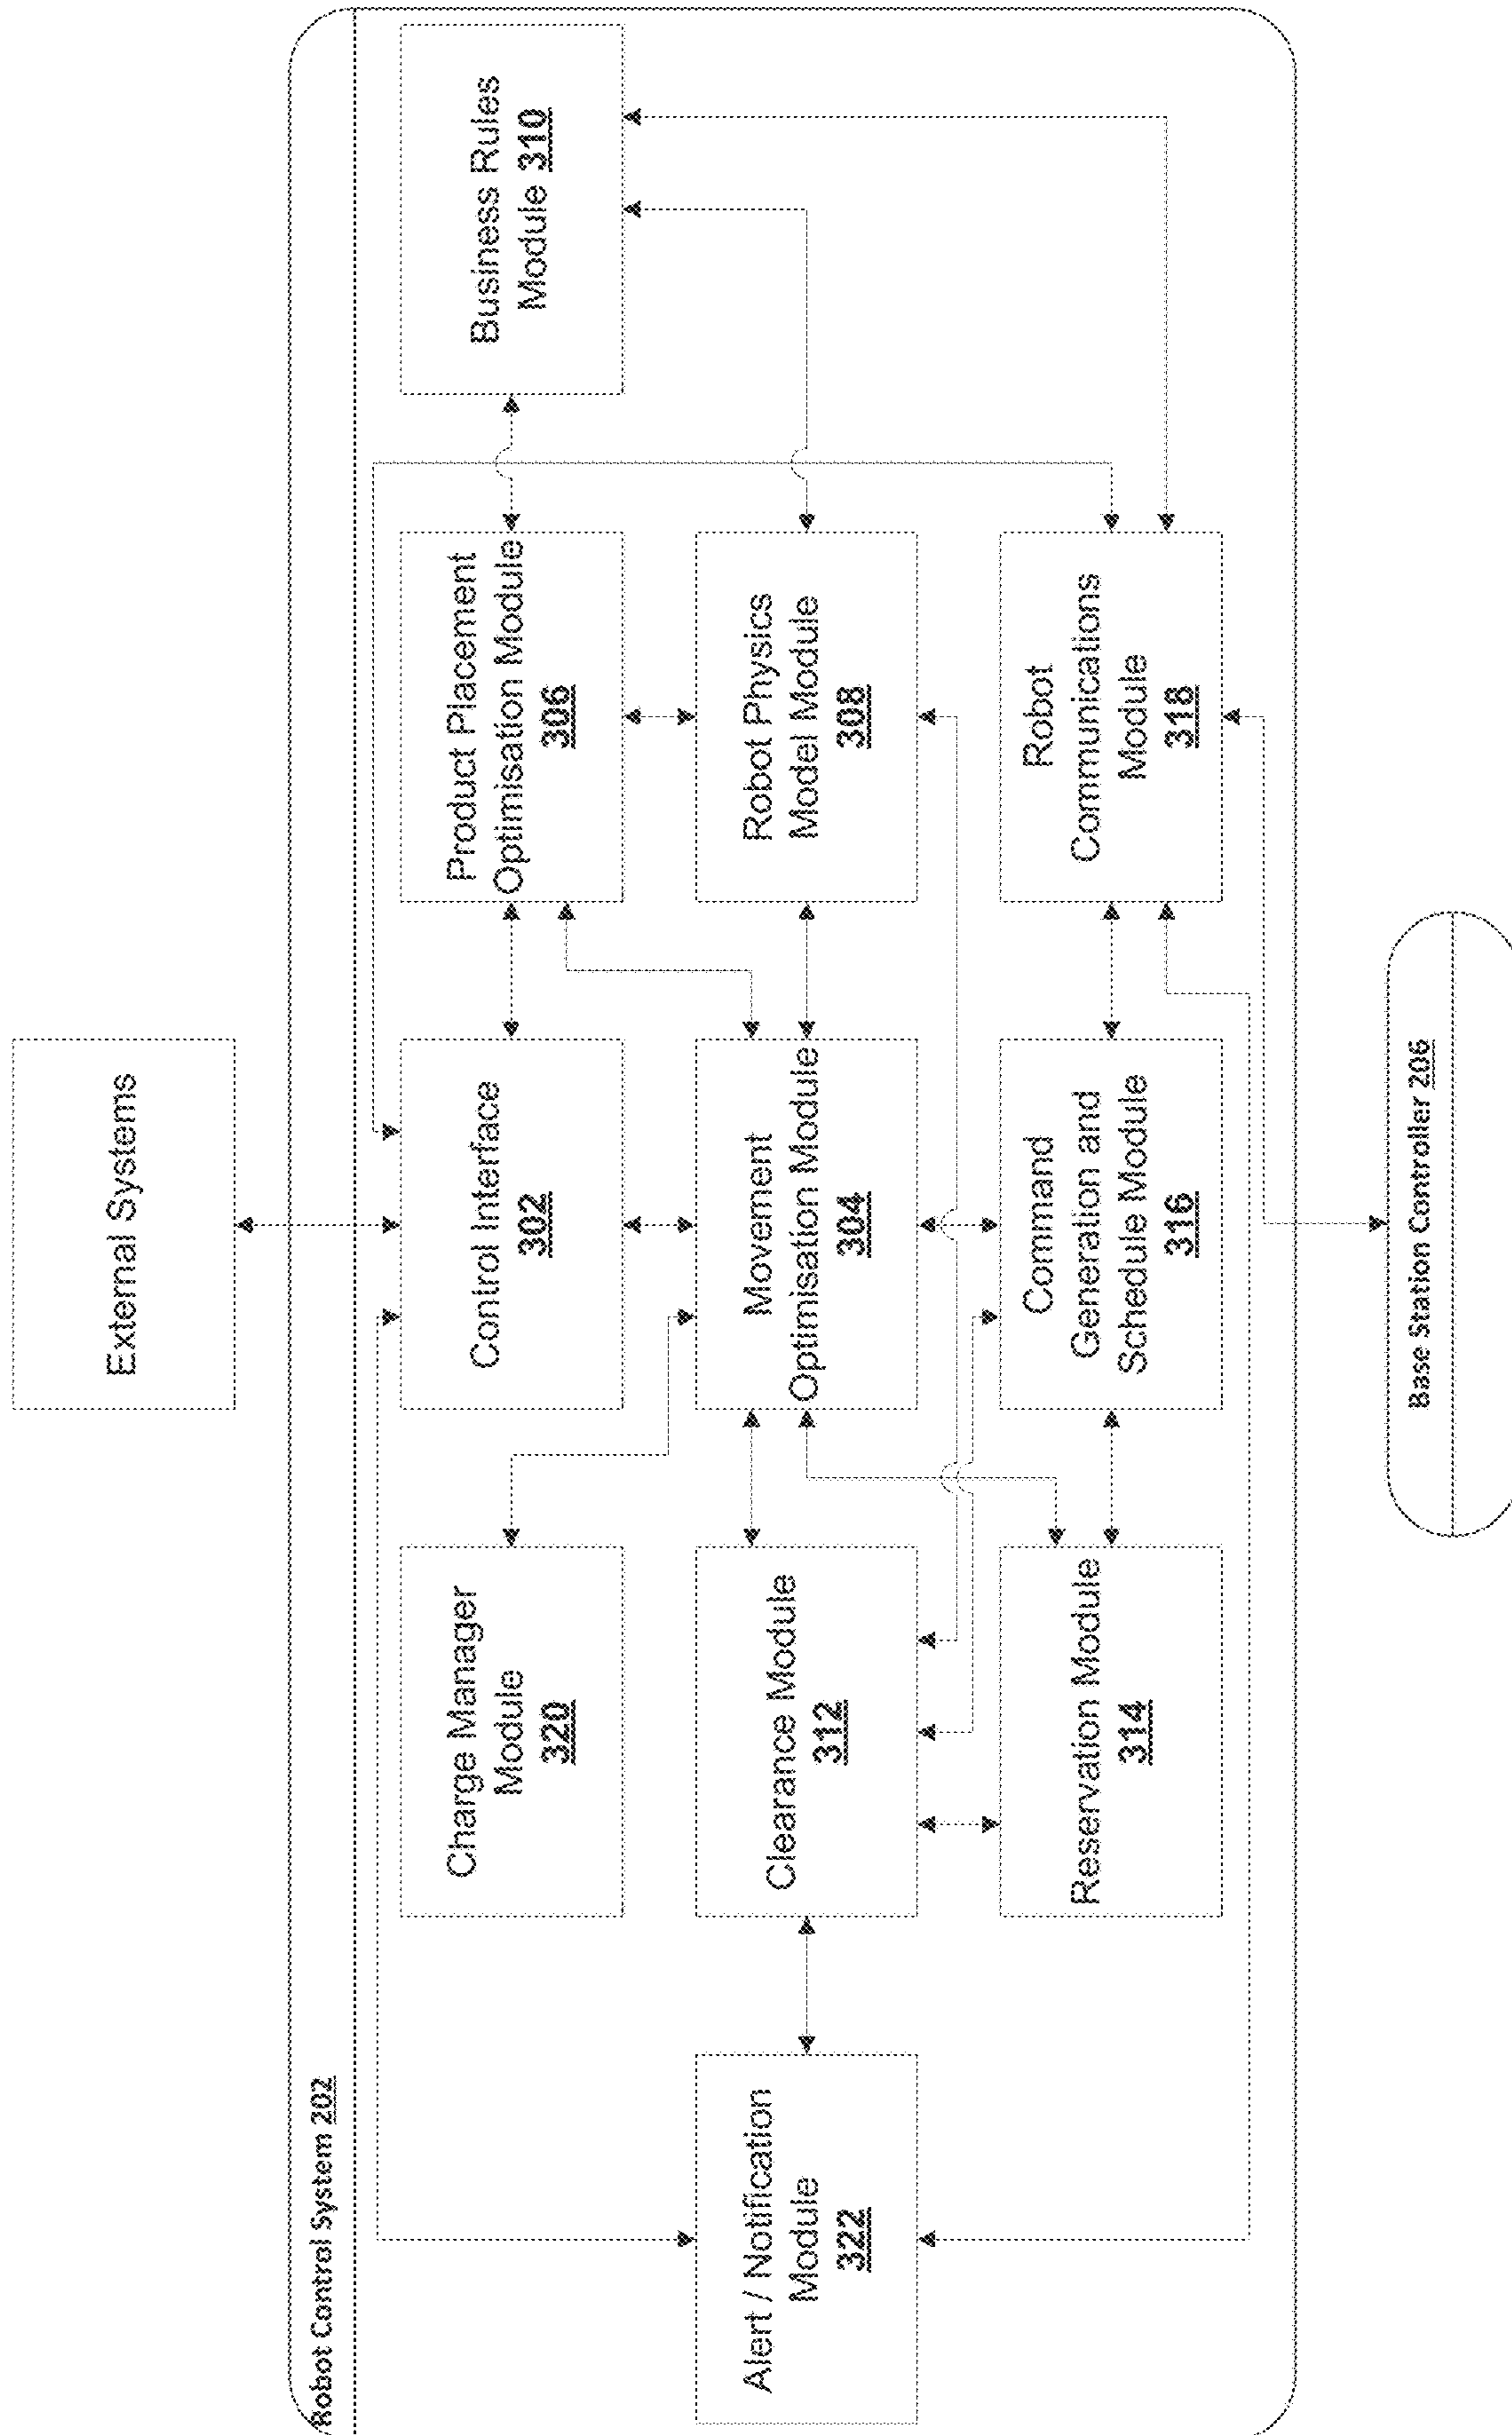 External Systems
Robot Control System 202
Charge Manager
Module
320
Control Interface
302
Product Placement
Optimisation Module
306
Business Rules
Module 310
Alert / Notification
Module
322
Clearance Module
312
Movement
Optimisation Module
304
Robot Physics
Model Module
308
Reservation Module
314
Command
Generation and
Schedule Module
316
Robot
Communications
Module
318
Base Station Controller 206